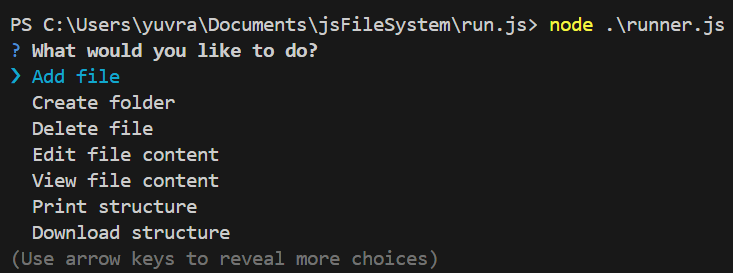 PS C:\Users\yuvra\Documents\jsFileSystem\run.js> node .\runner.js
? What would you like to do?
❯ Add file
Create folder
Delete file
Edit file content
View file content
Print structure
Download structure
(Use arrow keys to reveal more choices)